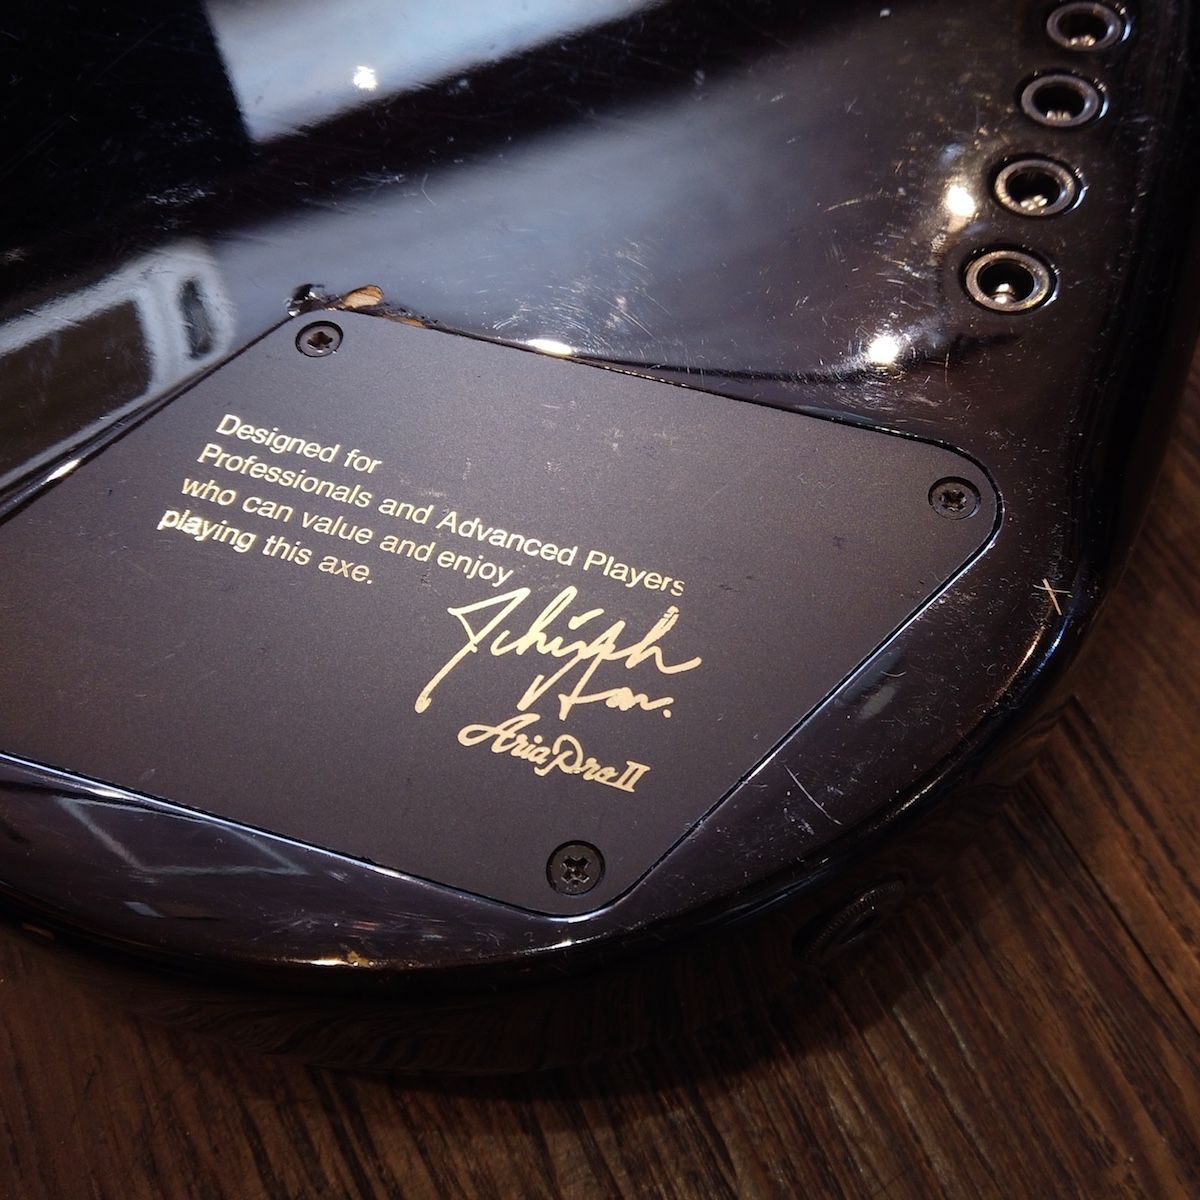 Designed for
Professionals and Advanced Players
who can value and enjoy
playing this axe.
Aria Pro II